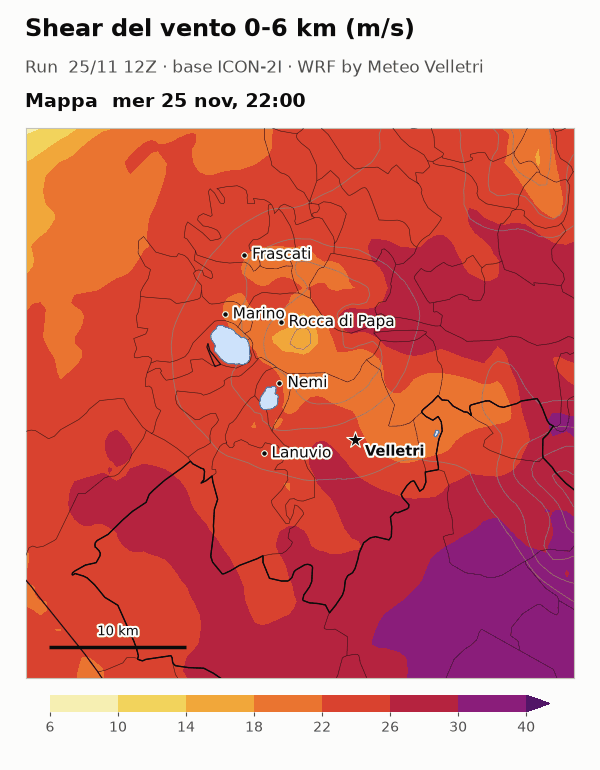 Shear del vento 0-6 km (m/s)
Run  25/11 12Z · base ICON-2I · WRF by Meteo Velletri
Mappa  mer 25 nov, 22:00
Frascati
Marino
Rocca di Papa
Nemi
Velletri
Lanuvio
10 km
6 10 14 18 22 26 30 40